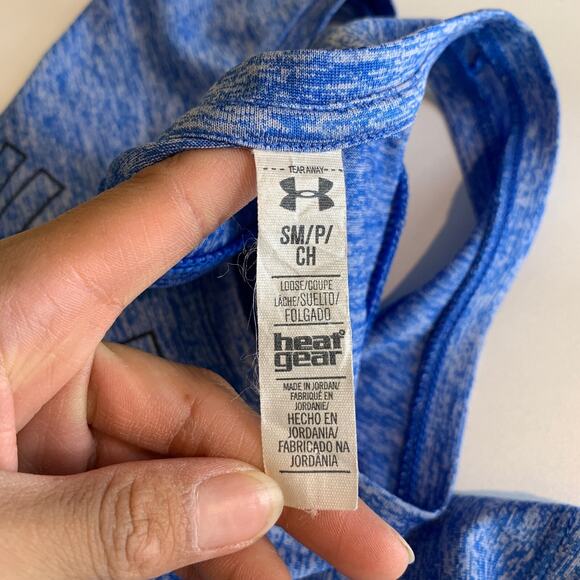 TEAR AWAY
SM/P/
CH
LOOSE/COUPE
LÂCHE/SUELTO/
FOLGADO
heat
gear
MADE IN JORDAN/
FABRIQUÉ EN
JORDANIE/
HECHO EN
JORDANIA/
FABRICADO NA
JORDÂNIA